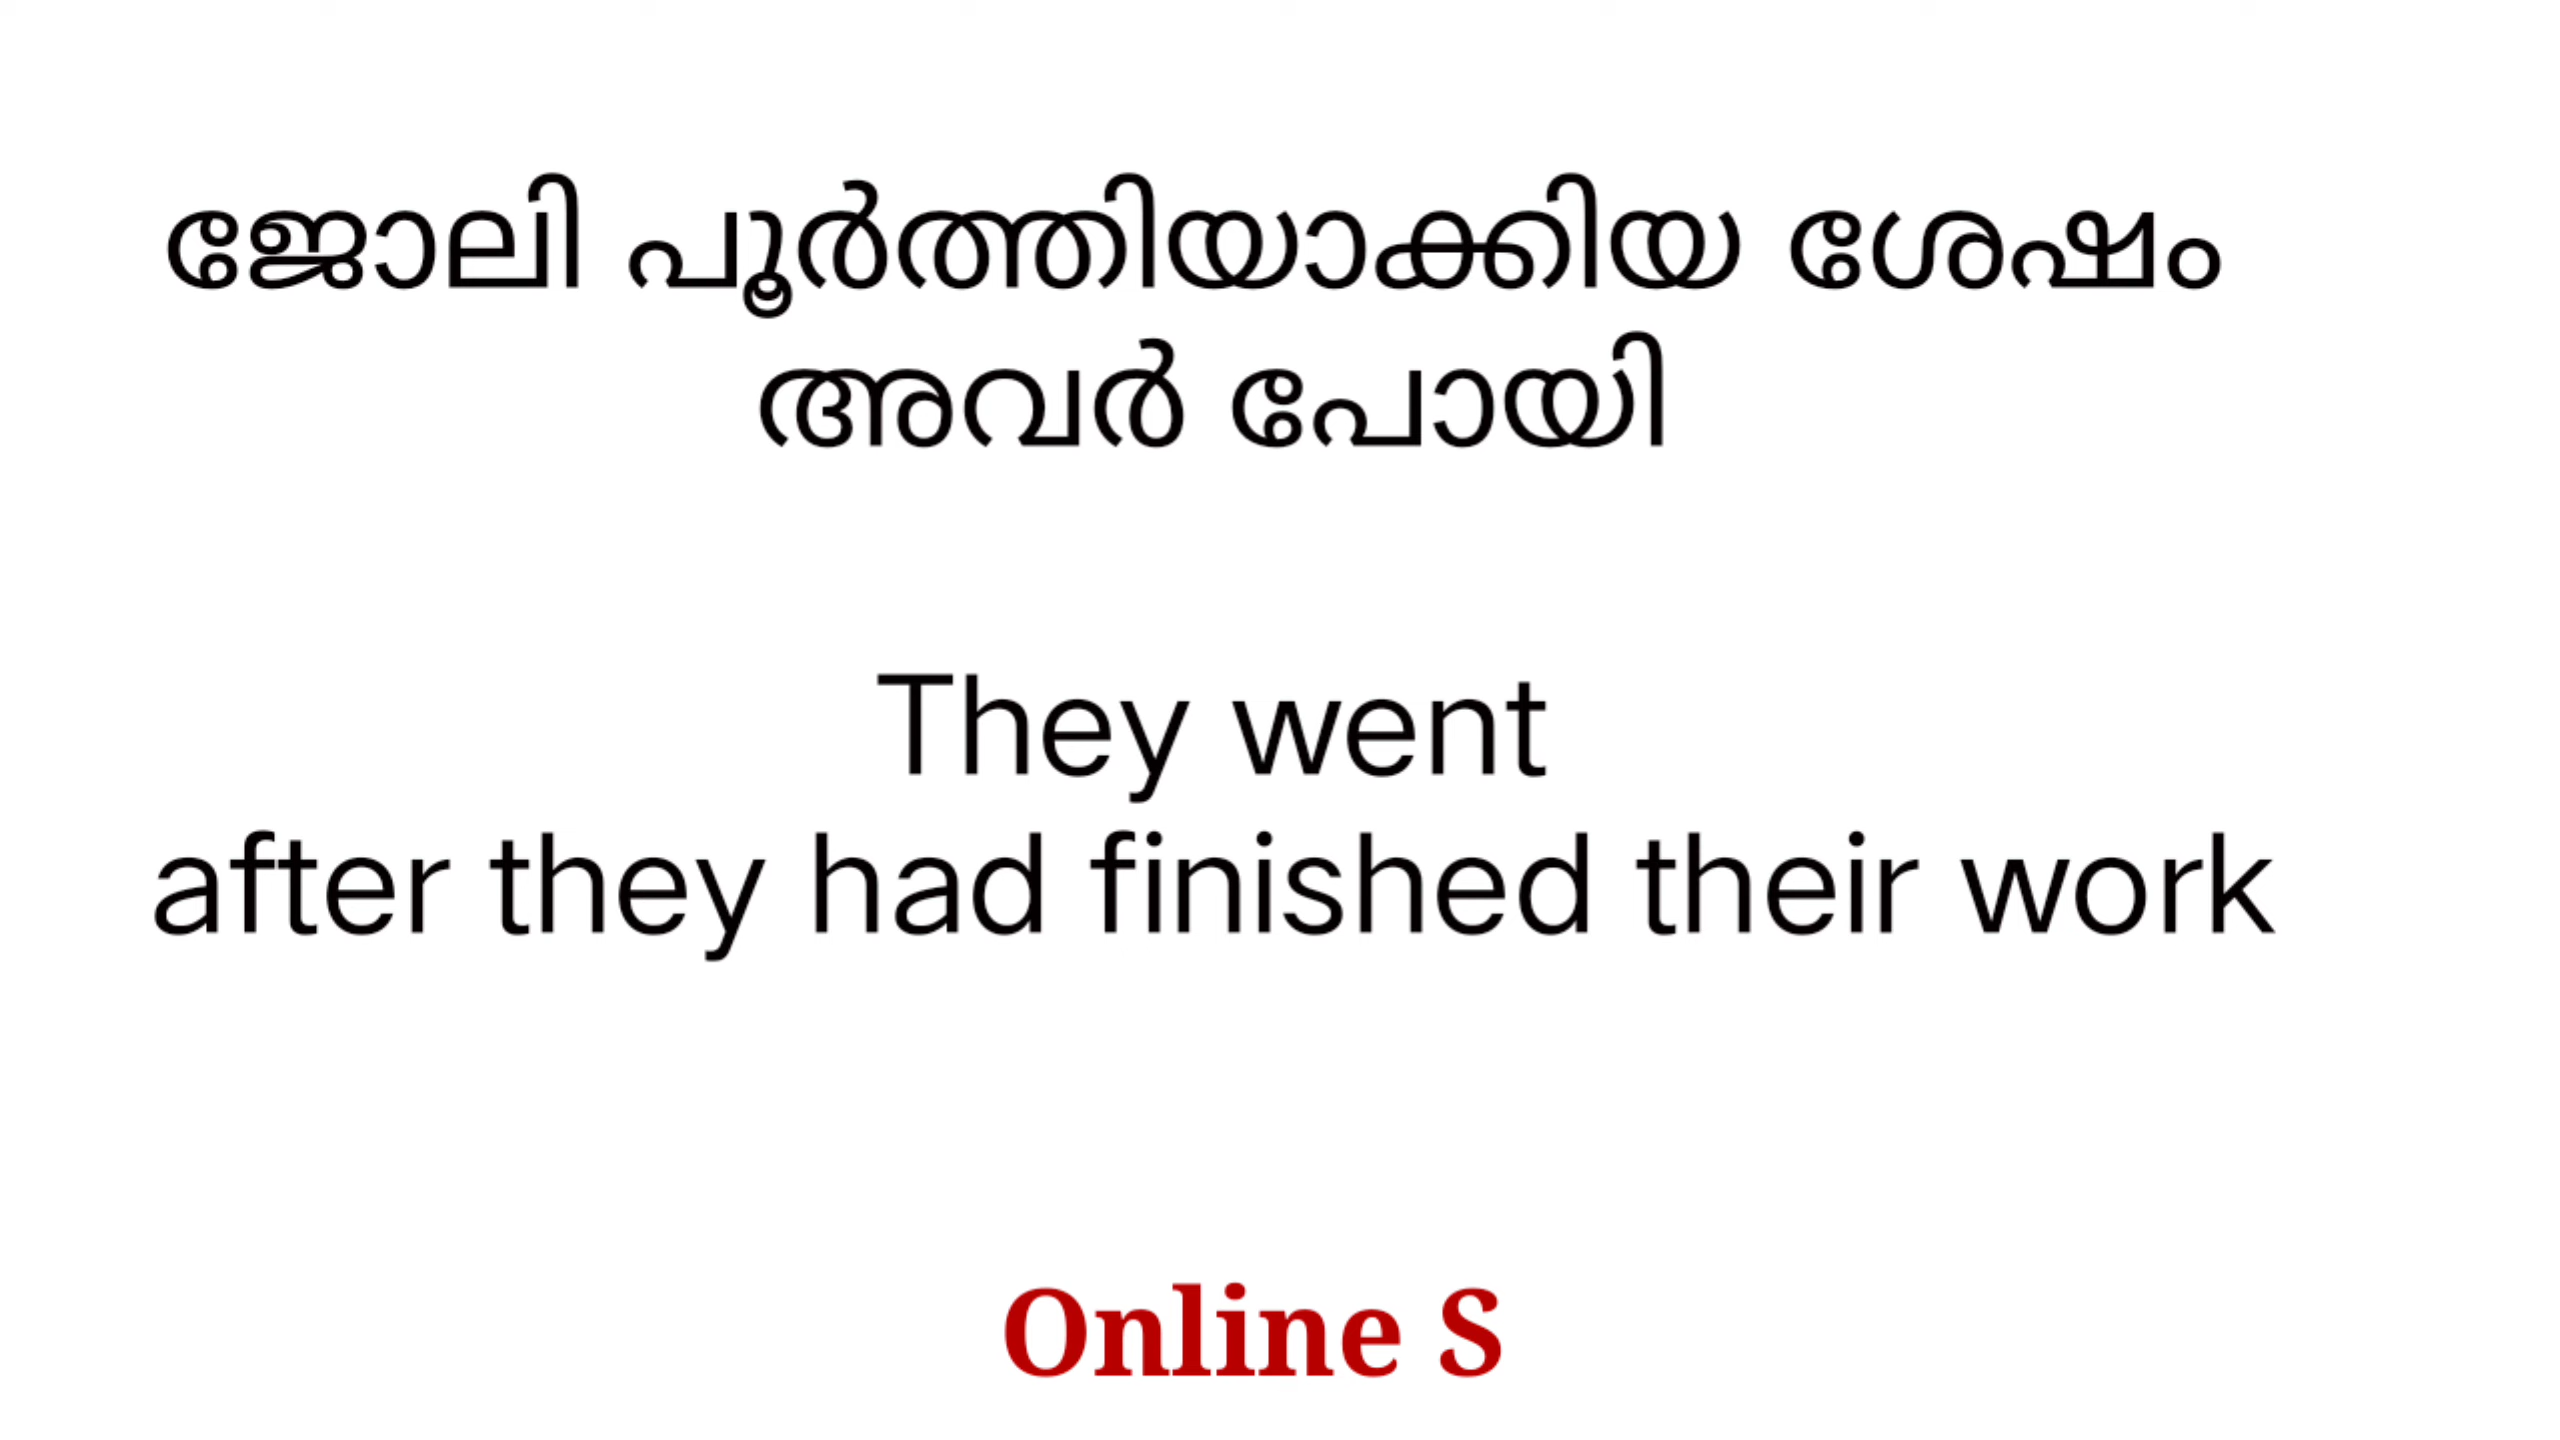 ജോലി പൂർത്തിയാക്കിയ ശേഷം
അവർ പോയി
They went
after they had finished their work
Online S